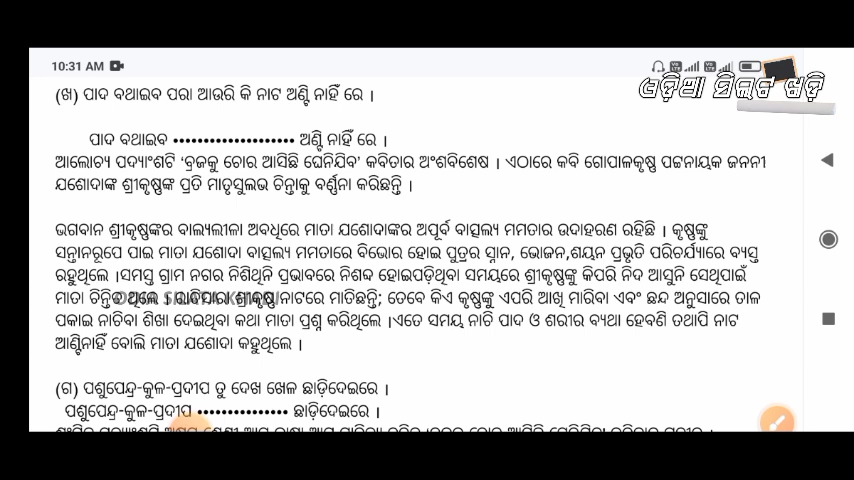 10:31 AM
ଓଡ଼ିଆ ସିଲଟ ଖଡ଼ି
(ଖ) ପାଦ ବଥାଇବ ପରା ଆଉରି କି ନାଟ ଅଣ୍ଟି ନାହିଁ ରେ ।
ପାଦ ବଥାଇବ •••••••••••••••••••• ଅଣ୍ଟି ନାହିଁ ରେ ।
ଆଲୋଚ୍ୟ ପଦ୍ୟାଂଶଟି ‘ବ୍ରଜକୁ ଚୋର ଆସିଛି ଘେନିଯିବ’ କବିତାର ଅଂଶବିଶେଷ । ଏଠାରେ କବି ଗୋପାଳକୃଷ୍ଣ ପଟ୍ଟନାୟକ ଜନନୀ
ଯଶୋଦାଙ୍କ ଶ୍ରୀକୃଷ୍ଣଙ୍କ ପ୍ରତି ମାତୃସୁଲଭ ଚିନ୍ତାକୁ ବର୍ଣ୍ଣନା କରିଛନ୍ତି ।
ଭଗବାନ ଶ୍ରୀକୃଷ୍ଣଙ୍କର ବାଲ୍ୟଲୀଳା ଅବଧିରେ ମାତା ଯଶୋଦାଙ୍କର ଅପୂର୍ବ ବାତ୍ସଲ୍ୟ ମମତାର ଉଦାହରଣ ରହିଛି । କୃଷ୍ଣଙ୍କୁ
ସନ୍ତାନରୂପେ ପାଇ ମାତା ଯଶୋଦା ବାତ୍ସଲ୍ୟ ମମତାରେ ବିଭୋର ହୋଇ ପୁତ୍ରର ସ୍ନାନ, ଭୋଜନ,ଶୟନ ପ୍ରଭୃତି ପରିଚର୍ଯ୍ୟାରେ ବ୍ୟସ୍ତ
ରହୁଥିଲେ ।ସମସ୍ତ ଗ୍ରାମ ନଗର ନିଶିଥିନି ପ୍ରଭାବରେ ନିଶବ୍ଦ ହୋଇପଡ଼ିଥିବା ସମୟରେ ଶ୍ରୀକୃଷ୍ଣଙ୍କୁ କିପରି ନିଦ ଆସୁନି ସେଥିପାଇଁ
ମାତା ଚିନ୍ତିତ ଥିଲେ । ଶ୍ରୀକୃଷ୍ଣ ନାଟରେ ମାତିଛନ୍ତି; ତେବେ କିଏ କୃଷ୍ଣଙ୍କୁ ଏପରି ଆଖି ମାରିବା ଏବଂ ଛନ୍ଦ ଅନୁସାରେ ତାଳ
ପକାଇ ନାଚିବା ଶିଖା ଦେଇଥିବା କଥା ମାତା ପ୍ରଶ୍ନ କରିଥିଲେ ।ଏତେ ସମୟ ନାଚି ପାଦ ଓ ଶରୀର ବ୍ୟଥା ହେବଣି ତଥାପି ନାଟ
ଆଣ୍ଟିନାହିଁ ବୋଲି ମାତା ଯଶୋଦା କହୁଥିଲେ ।
(ଗ) ପଶୁପେନ୍ଦ୍ର-କୁଳ-ପ୍ରଦୀପ ତୁ ଦେଖ ଖେଳ ଛାଡ଼ିଦେଇରେ ।
ପଶୁପେନ୍ଦ୍ର-କୁଳ-ପ୍ରଦୀପ ••••••••••••••• ଛାଡ଼ିଦେଇରେ ।